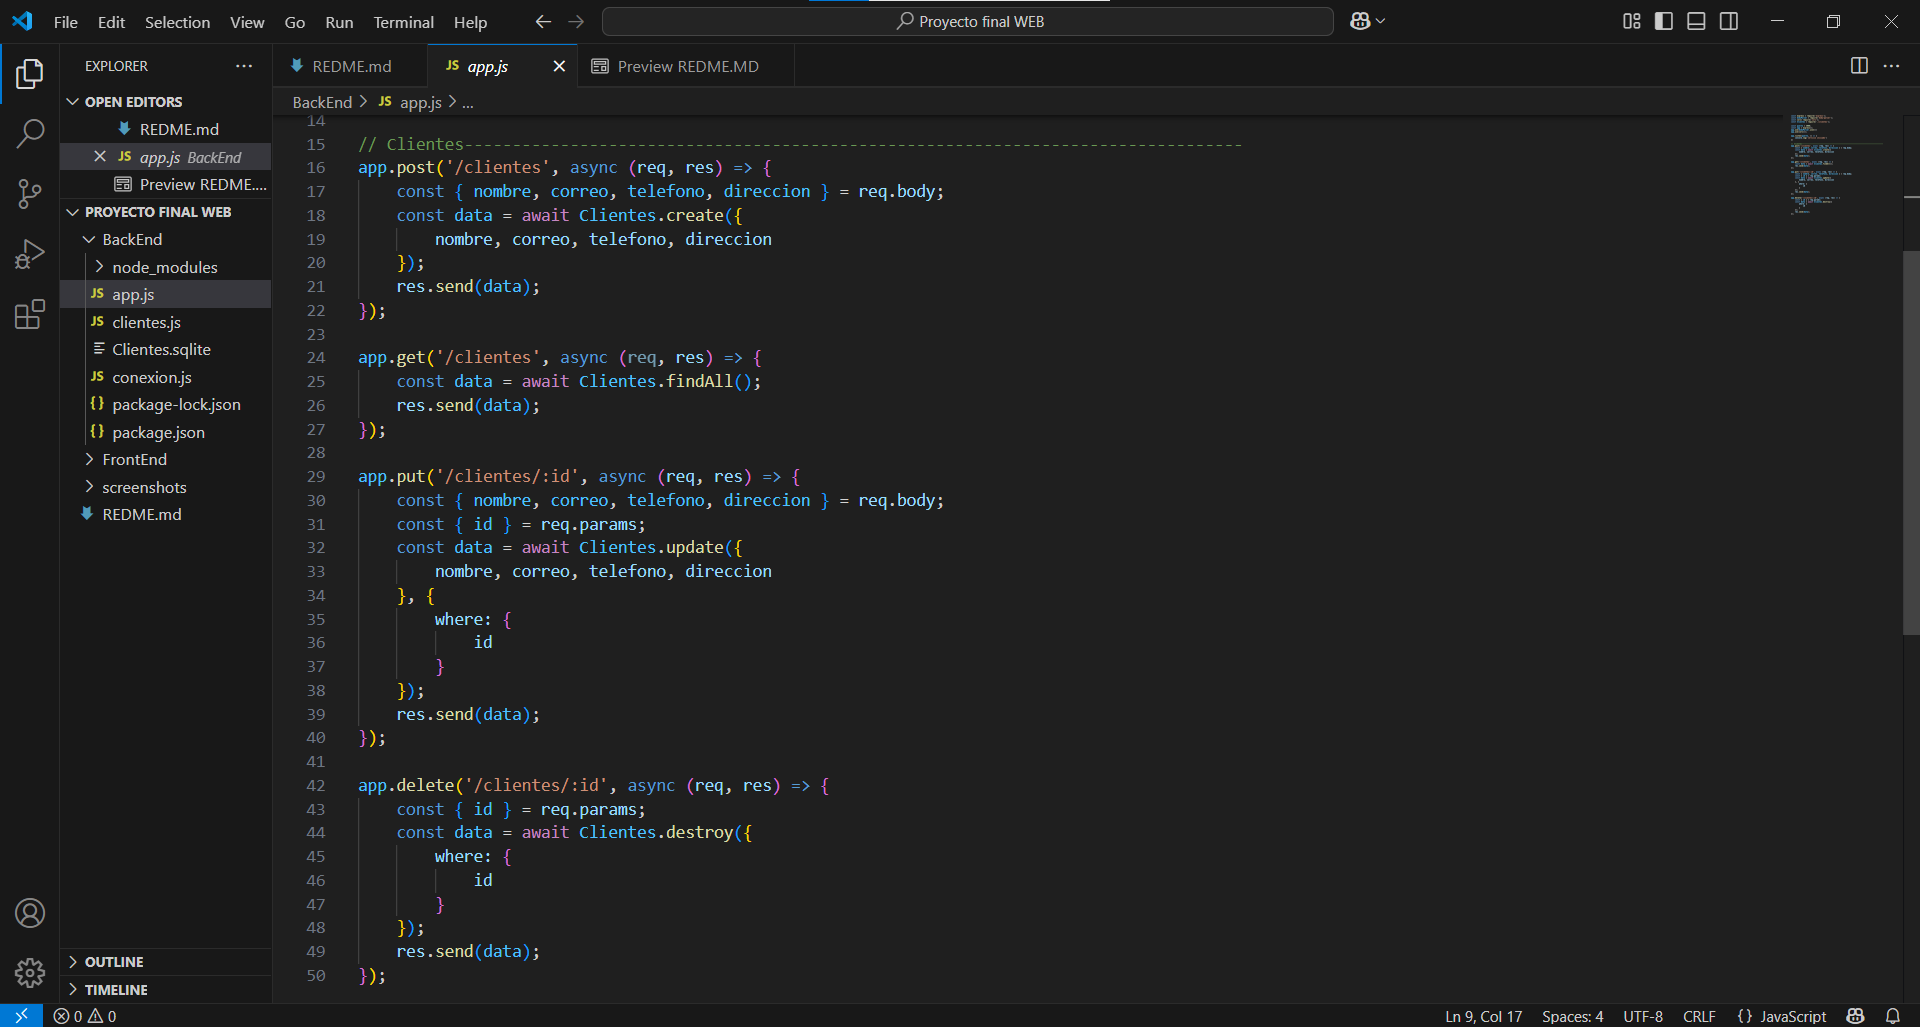 File Edit Selection View Go Run Terminal Help
Proyecto final WEB
EXPLORER
OPEN EDITORS
REDME.md
JS app.js BackEnd
Preview REDME....
PROYECTO FINAL WEB
BackEnd
node_modules
JS app.js
JS clientes.js
Clientes.sqlite
JS conexion.js
{} package-lock.json
{} package.json
FrontEnd
screenshots
REDME.md
OUTLINE
TIMELINE
REDME.md
JS app.js
Preview REDME.MD
BackEnd > JS app.js > ...
14
15 // Clientes---------------------------------------------------------------------------------
16 app.post('/clientes', async (req, res) => {
17     const { nombre, correo, telefono, direccion } = req.body;
18     const data = await Clientes.create({
19         nombre, correo, telefono, direccion
20     });
21     res.send(data);
22 });
23
24 app.get('/clientes', async (req, res) => {
25     const data = await Clientes.findAll();
26     res.send(data);
27 });
28
29 app.put('/clientes/:id', async (req, res) => {
30     const { nombre, correo, telefono, direccion } = req.body;
31     const { id } = req.params;
32     const data = await Clientes.update({
33         nombre, correo, telefono, direccion
34     }, {
35         where: {
36             id
37         }
38     });
39     res.send(data);
40 });
41
42 app.delete('/clientes/:id', async (req, res) => {
43     const { id } = req.params;
44     const data = await Clientes.destroy({
45         where: {
46             id
47         }
48     });
49     res.send(data);
50 });
0 0
Ln 9, Col 17 Spaces: 4 UTF-8 CRLF {} JavaScript